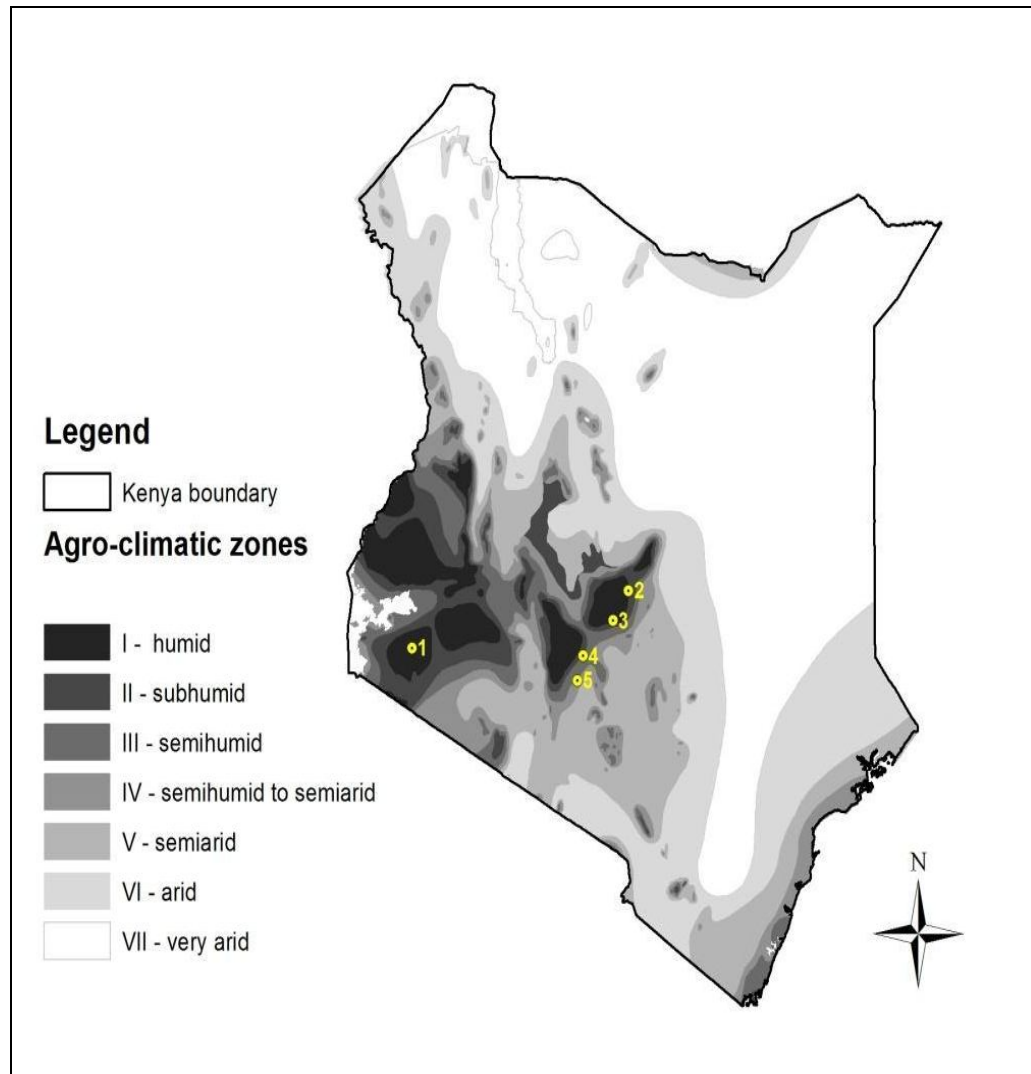 Legend
Kenya boundary
Agro-climatic zones
I - humid
II - subhumid
III - semihumid
IV - semihumid to semiarid
V - semiarid
VI - arid
VII - very arid
1
2
3
4
5
N